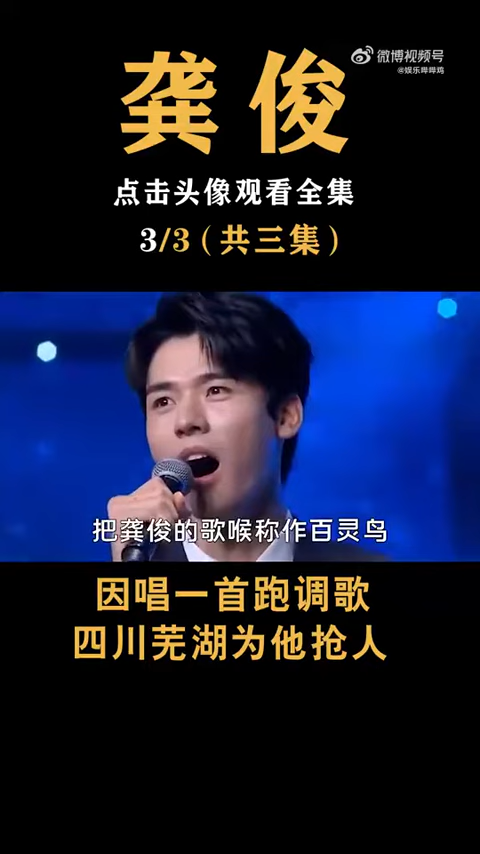 微博视频号
@娱乐哗哗鸡
龚俊
点击头像观看全集
3/3(共三集)
把龚俊的歌喉称作百灵鸟
因唱一首跑调歌
四川芜湖为他抢人